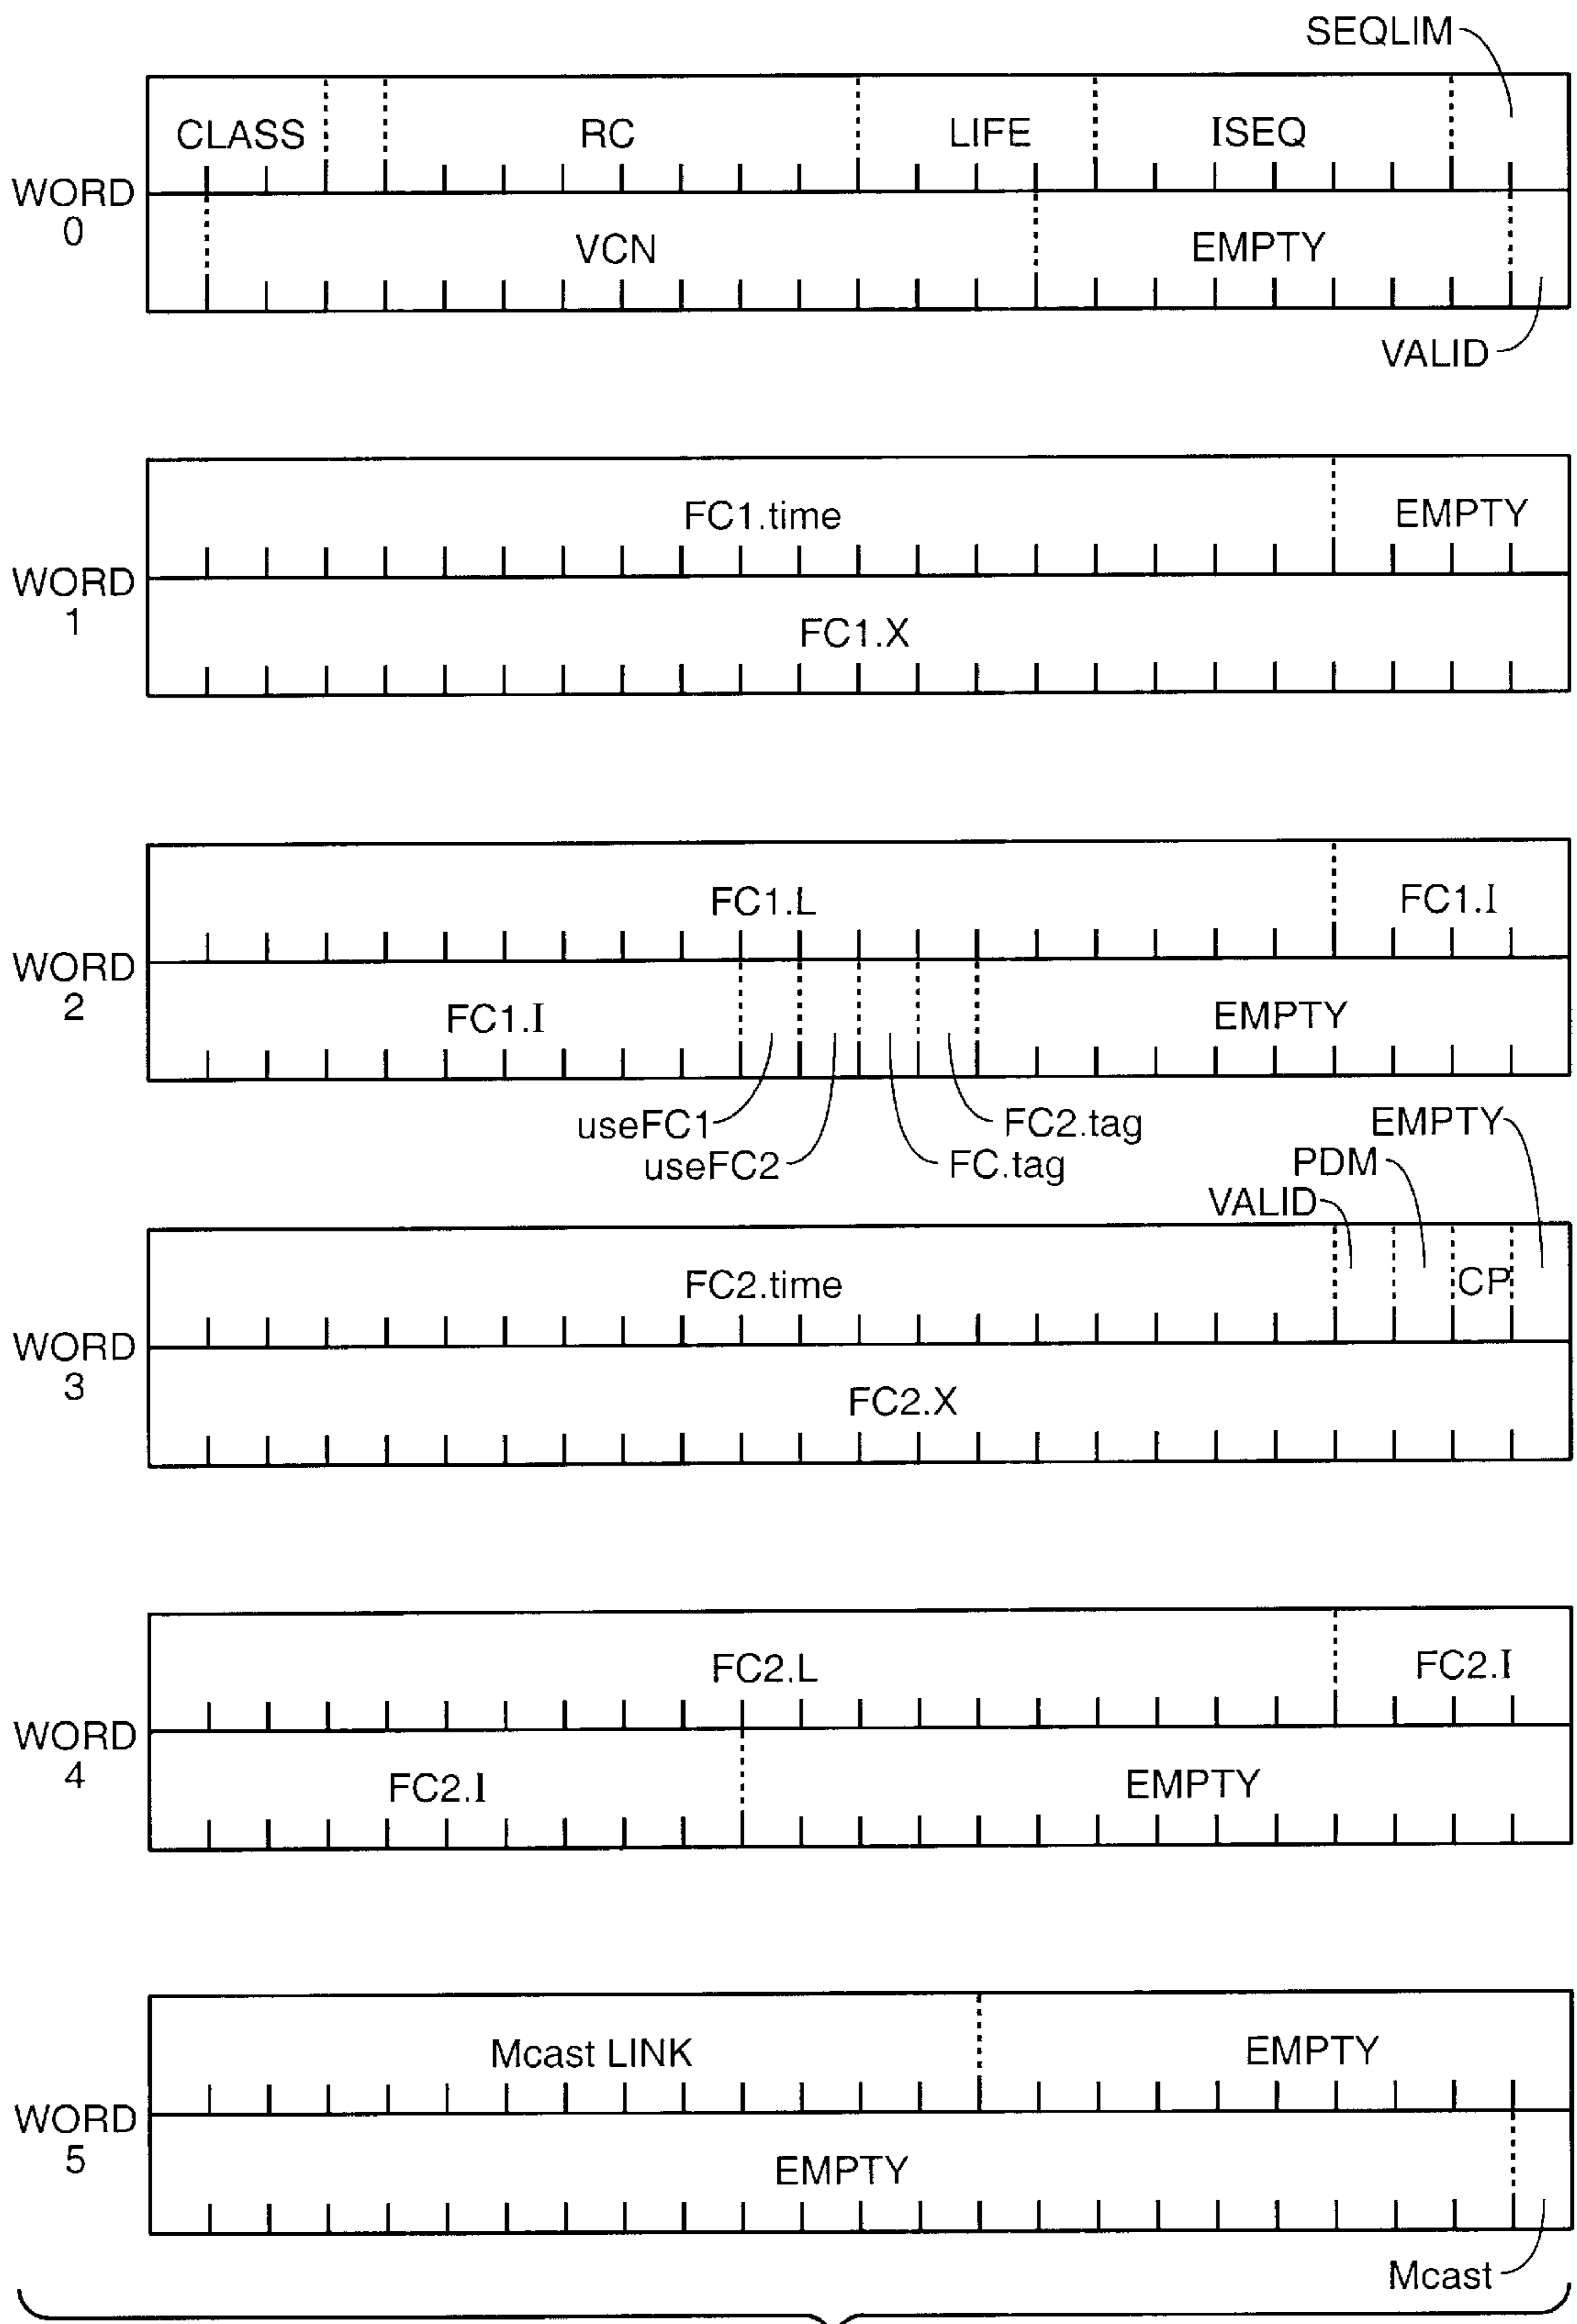 SEQLIM
CLASS RC LIFE ISEQ
WORD 0
VCN EMPTY
VALID
FC1.time EMPTY
WORD 1
FC1.X
FC1.L FC1.I
WORD 2
FC1.I EMPTY
useFC1 FC2.tag EMPTY
useFC2 FC.tag PDM
VALID
FC2.time CP
WORD 3
FC2.X
FC2.L FC2.I
WORD 4
FC2.I EMPTY
Mcast LINK EMPTY
WORD 5
EMPTY
Mcast